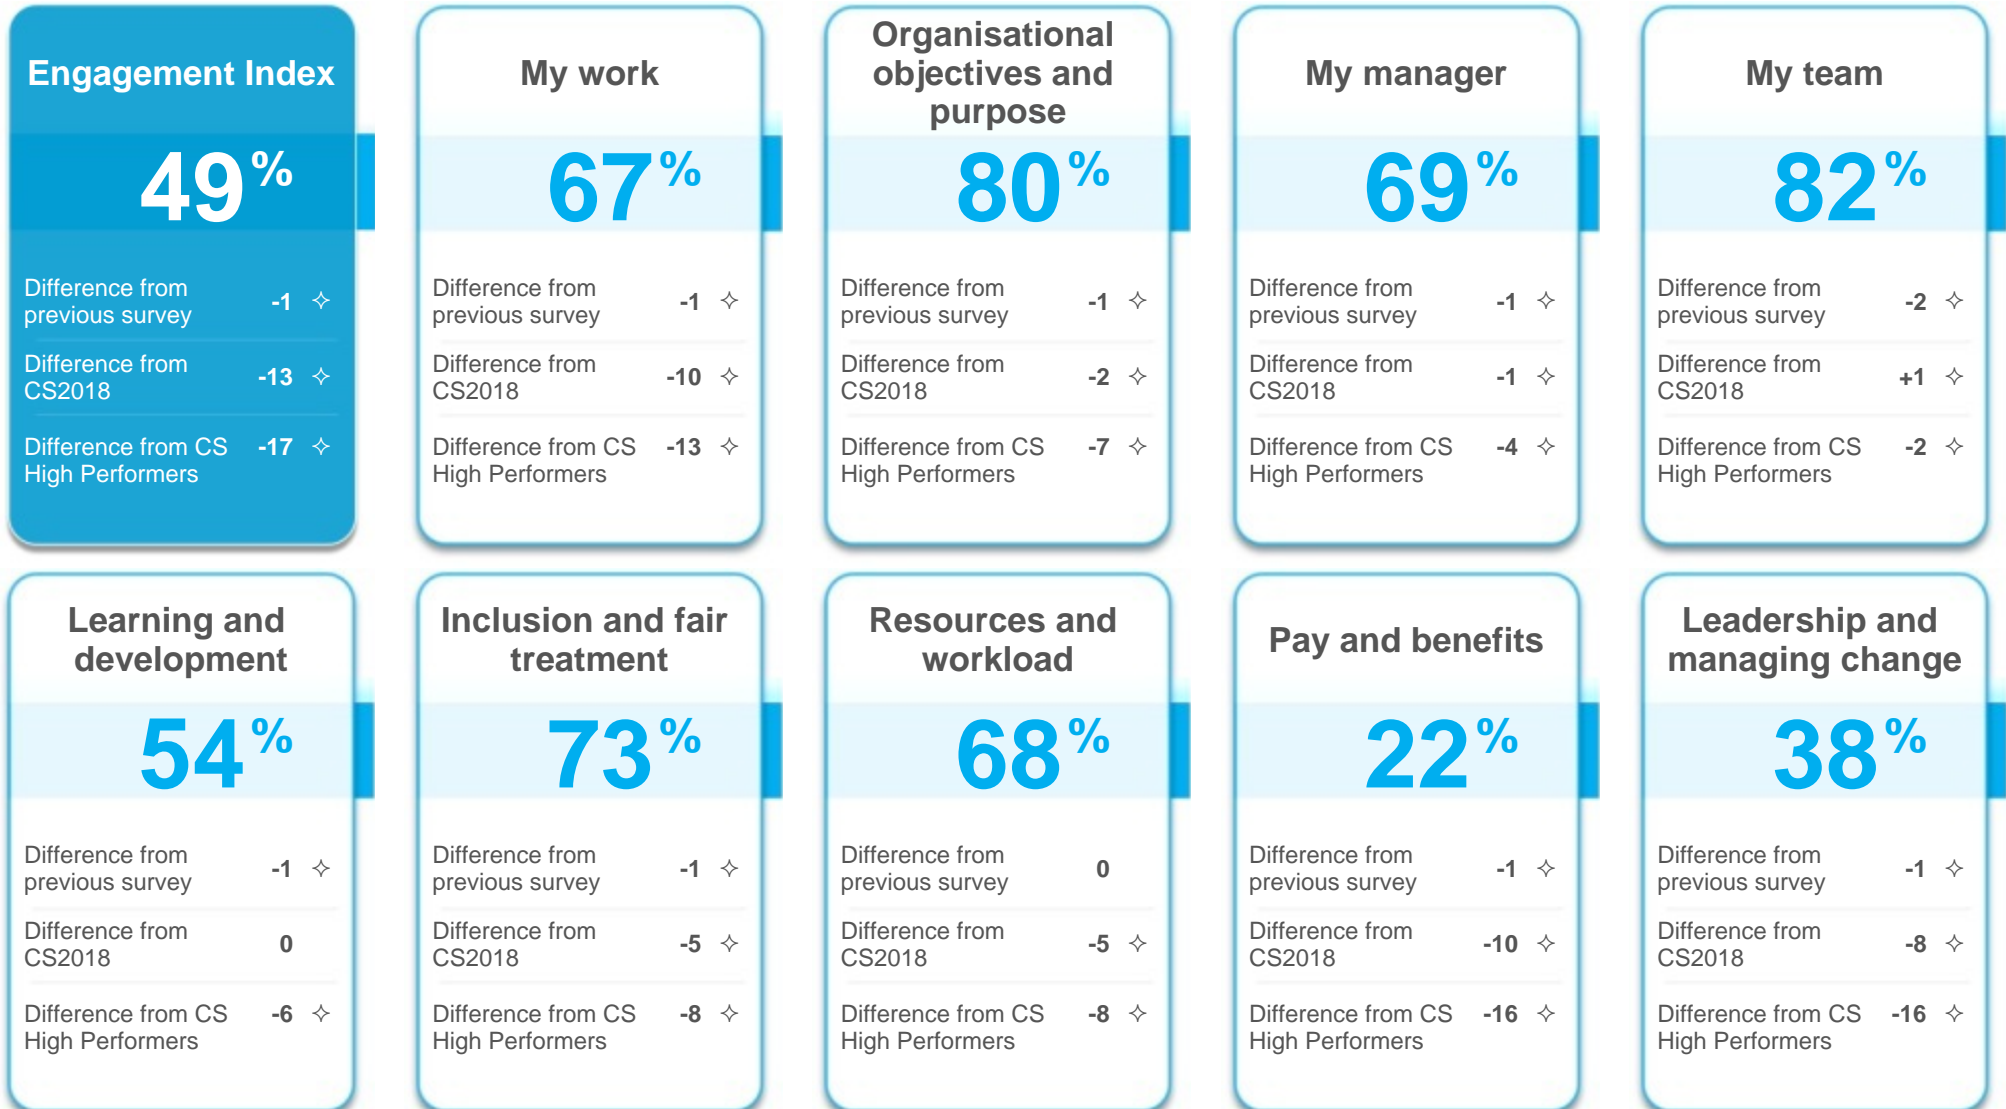 Engagement Index
49%
Difference from
previous survey -1 ✧
Difference from
CS2018 -13 ✧
Difference from CS
High Performers -17 ✧
My work
67%
Difference from
previous survey -1 ✧
Difference from
CS2018 -10 ✧
Difference from CS
High Performers -13 ✧
Organisational
objectives and
purpose
80%
Difference from
previous survey -1 ✧
Difference from
CS2018 -2 ✧
Difference from CS
High Performers -7 ✧
My manager
69%
Difference from
previous survey -1 ✧
Difference from
CS2018 -1 ✧
Difference from CS
High Performers -4 ✧
My team
82%
Difference from
previous survey -2 ✧
Difference from
CS2018 +1 ✧
Difference from CS
High Performers -2 ✧
Learning and
development
54%
Difference from
previous survey -1 ✧
Difference from
CS2018 0
Difference from CS
High Performers -6 ✧
Inclusion and fair
treatment
73%
Difference from
previous survey -1 ✧
Difference from
CS2018 -5 ✧
Difference from CS
High Performers -8 ✧
Resources and
workload
68%
Difference from
previous survey 0
Difference from
CS2018 -5 ✧
Difference from CS
High Performers -8 ✧
Pay and benefits
22%
Difference from
previous survey -1 ✧
Difference from
CS2018 -10 ✧
Difference from CS
High Performers -16 ✧
Leadership and
managing change
38%
Difference from
previous survey -1 ✧
Difference from
CS2018 -8 ✧
Difference from CS
High Performers -16 ✧